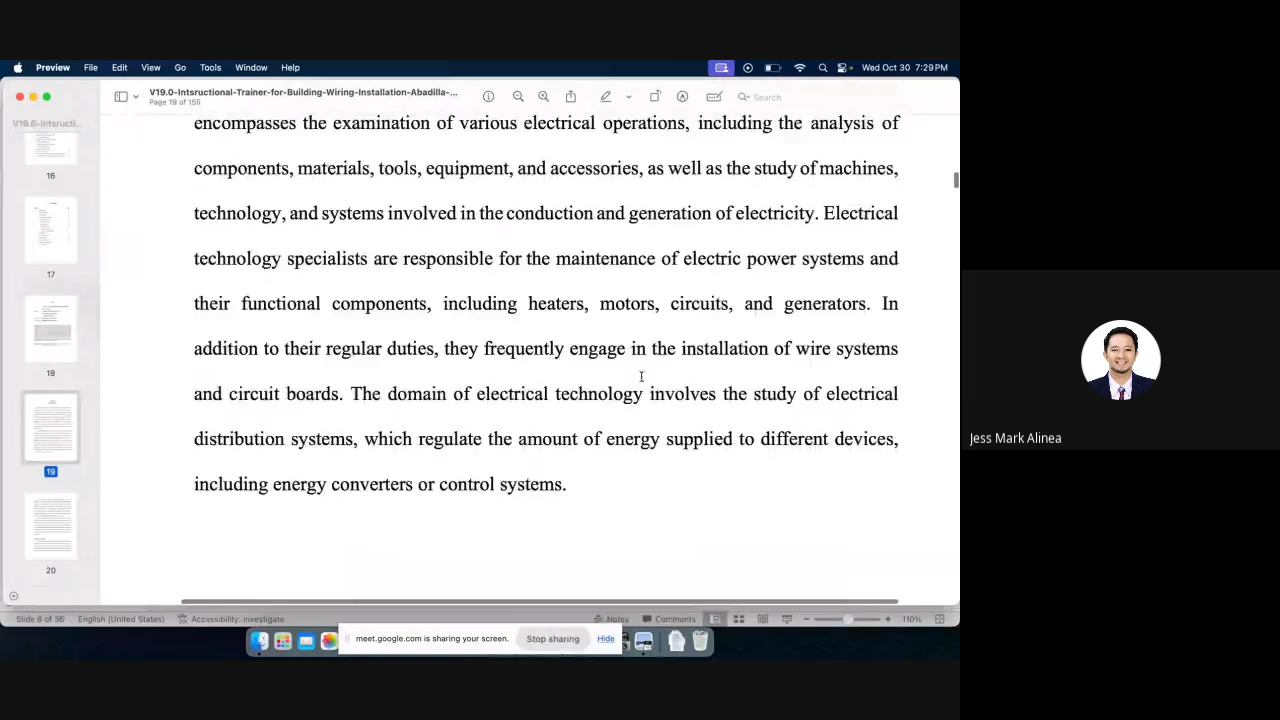 Preview File Edit View Go Tools Window Help Wed Oct 30 7:29 PM
V19.0-Intsructional-Trainer-for-Building-Wiring-Installation-Abadilla-...
Page 19 of 155
Search
V19.6-Intsructi...
16
17
18
19
20
encompasses the examination of various electrical operations, including the analysis of
components, materials, tools, equipment, and accessories, as well as the study of machines,
technology, and systems involved in the conduction and generation of electricity. Electrical
technology specialists are responsible for the maintenance of electric power systems and
their functional components, including heaters, motors, circuits, and generators. In
addition to their regular duties, they frequently engage in the installation of wire systems
and circuit boards. The domain of electrical technology involves the study of electrical
distribution systems, which regulate the amount of energy supplied to different devices,
including energy converters or control systems.
Slide 8 of 36 English (United States) Accessibility: Investigate Notes Comments 110%
meet.google.com is sharing your screen. Stop sharing Hide
Jess Mark Alinea